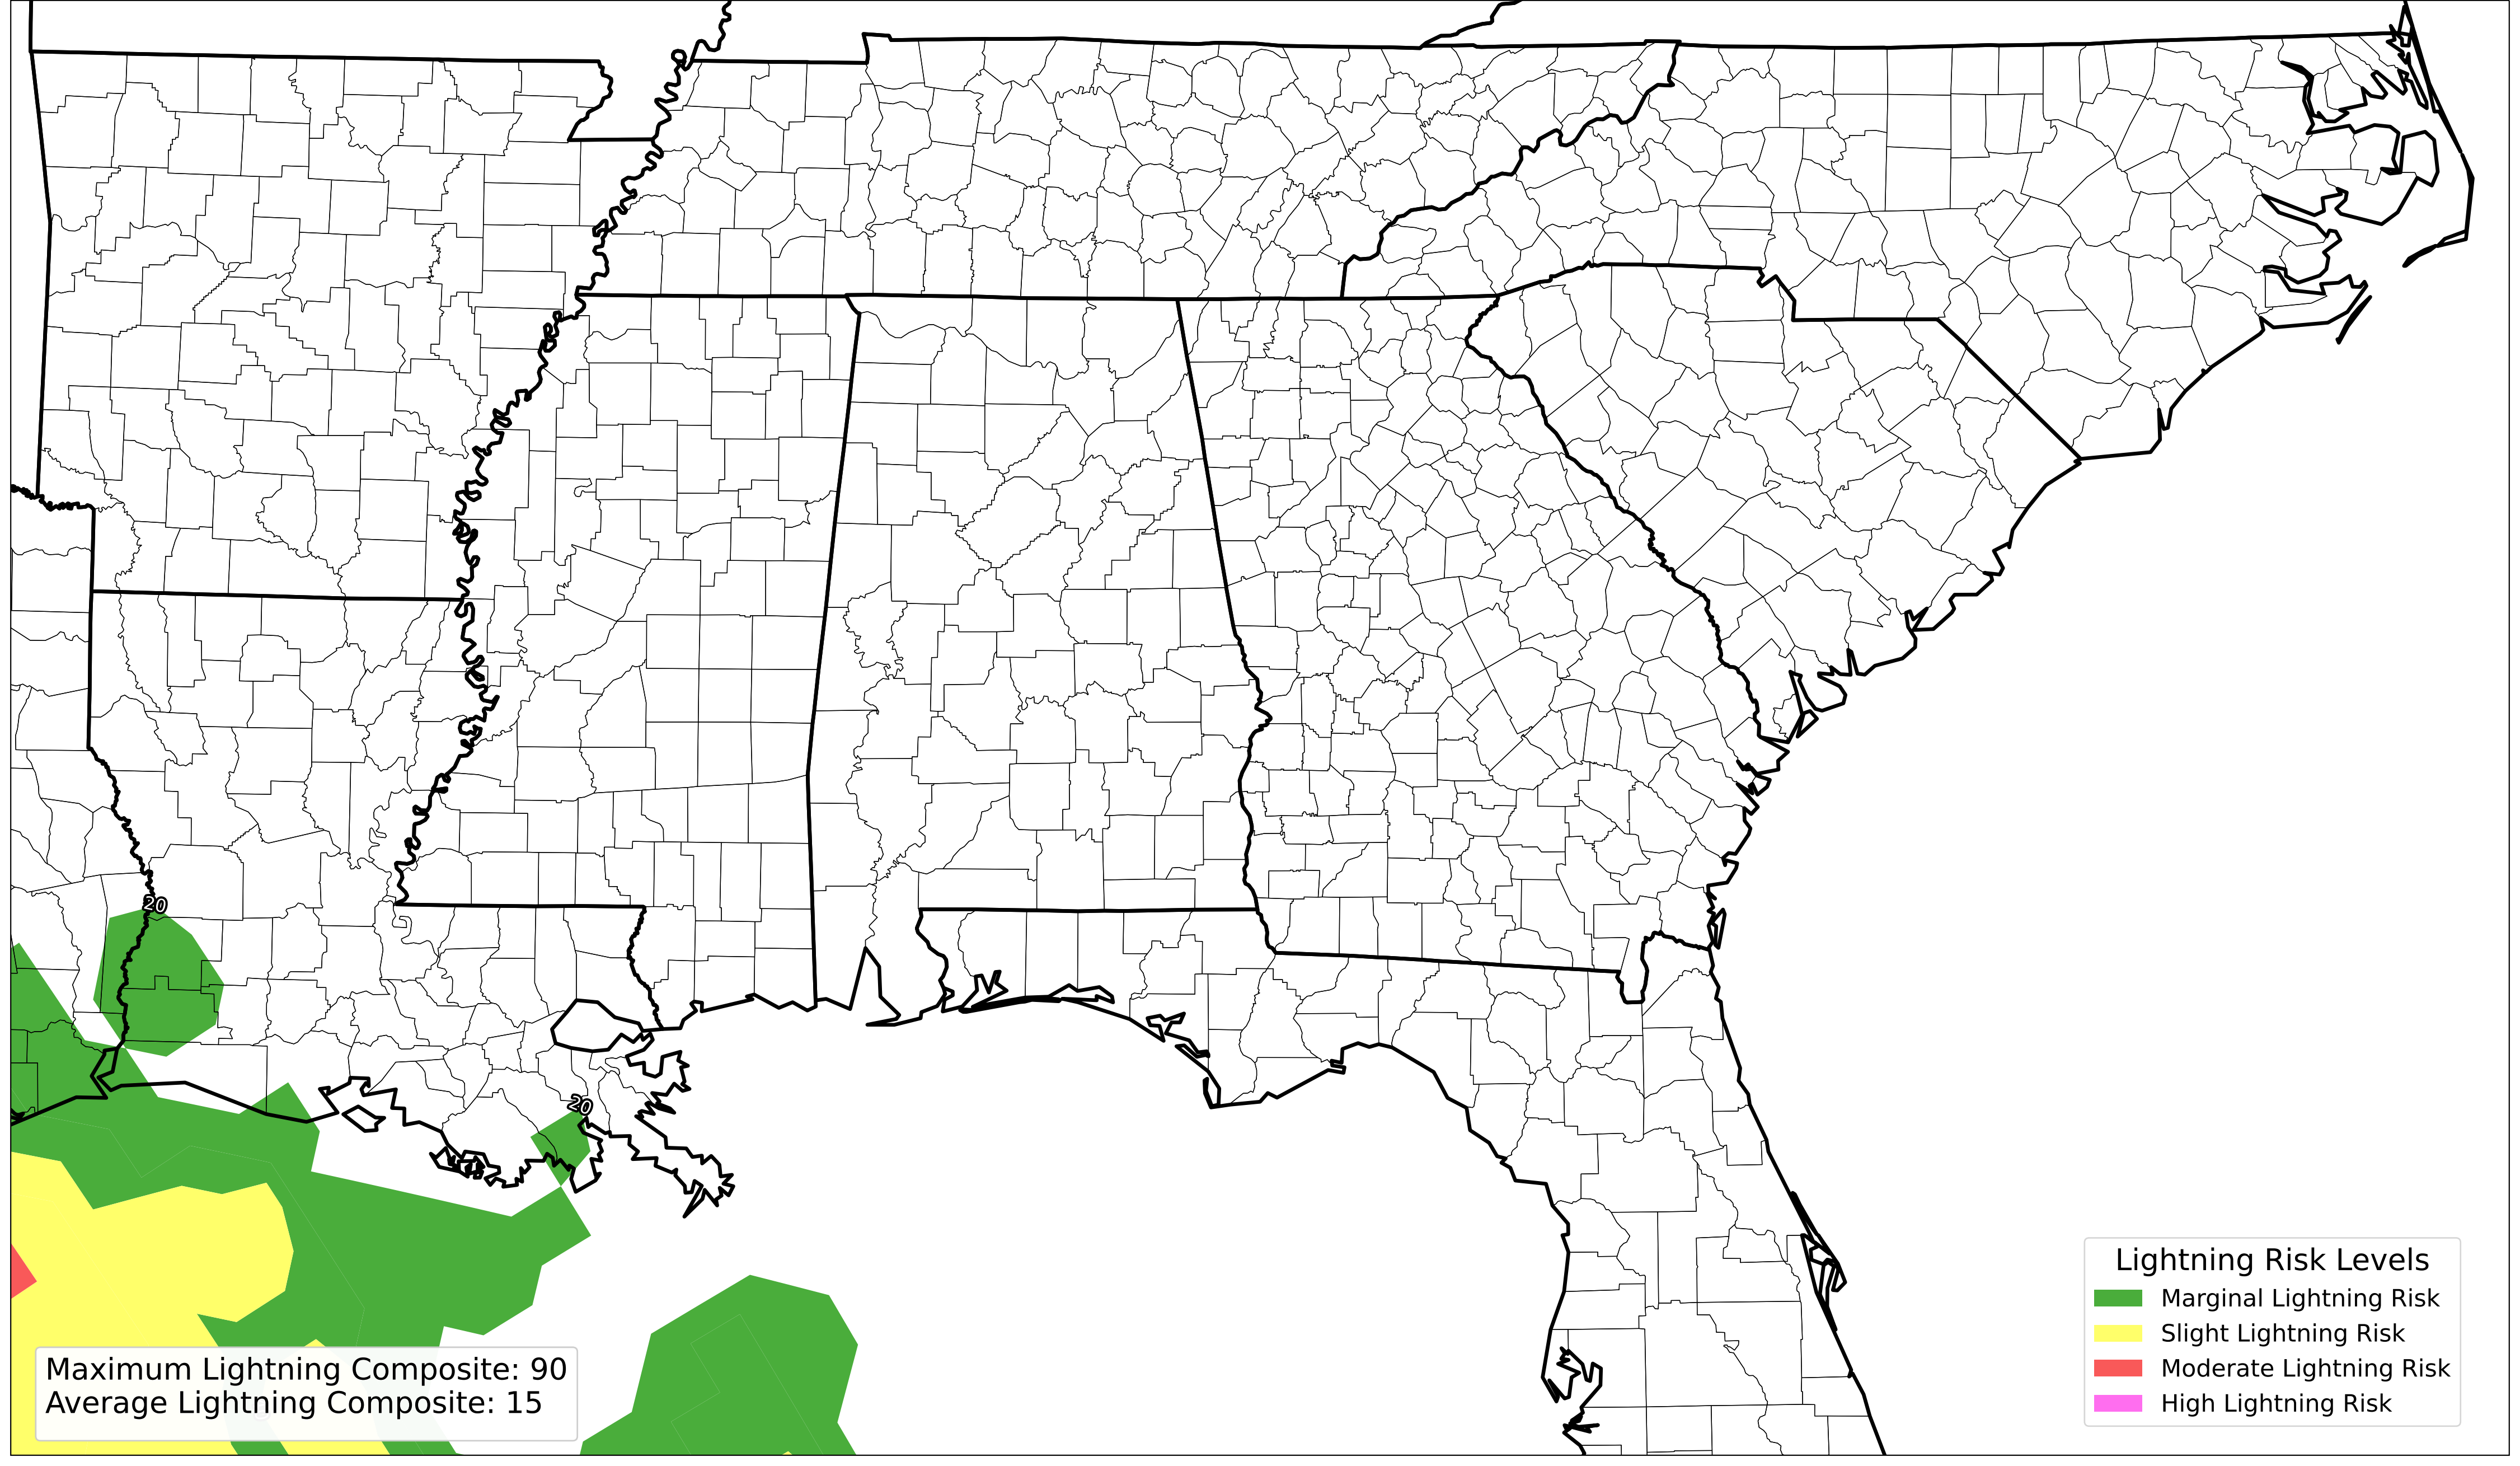 20
20
Maximum Lightning Composite: 90
Average Lightning Composite: 15
Lightning Risk Levels
Marginal Lightning Risk
Slight Lightning Risk
Moderate Lightning Risk
High Lightning Risk